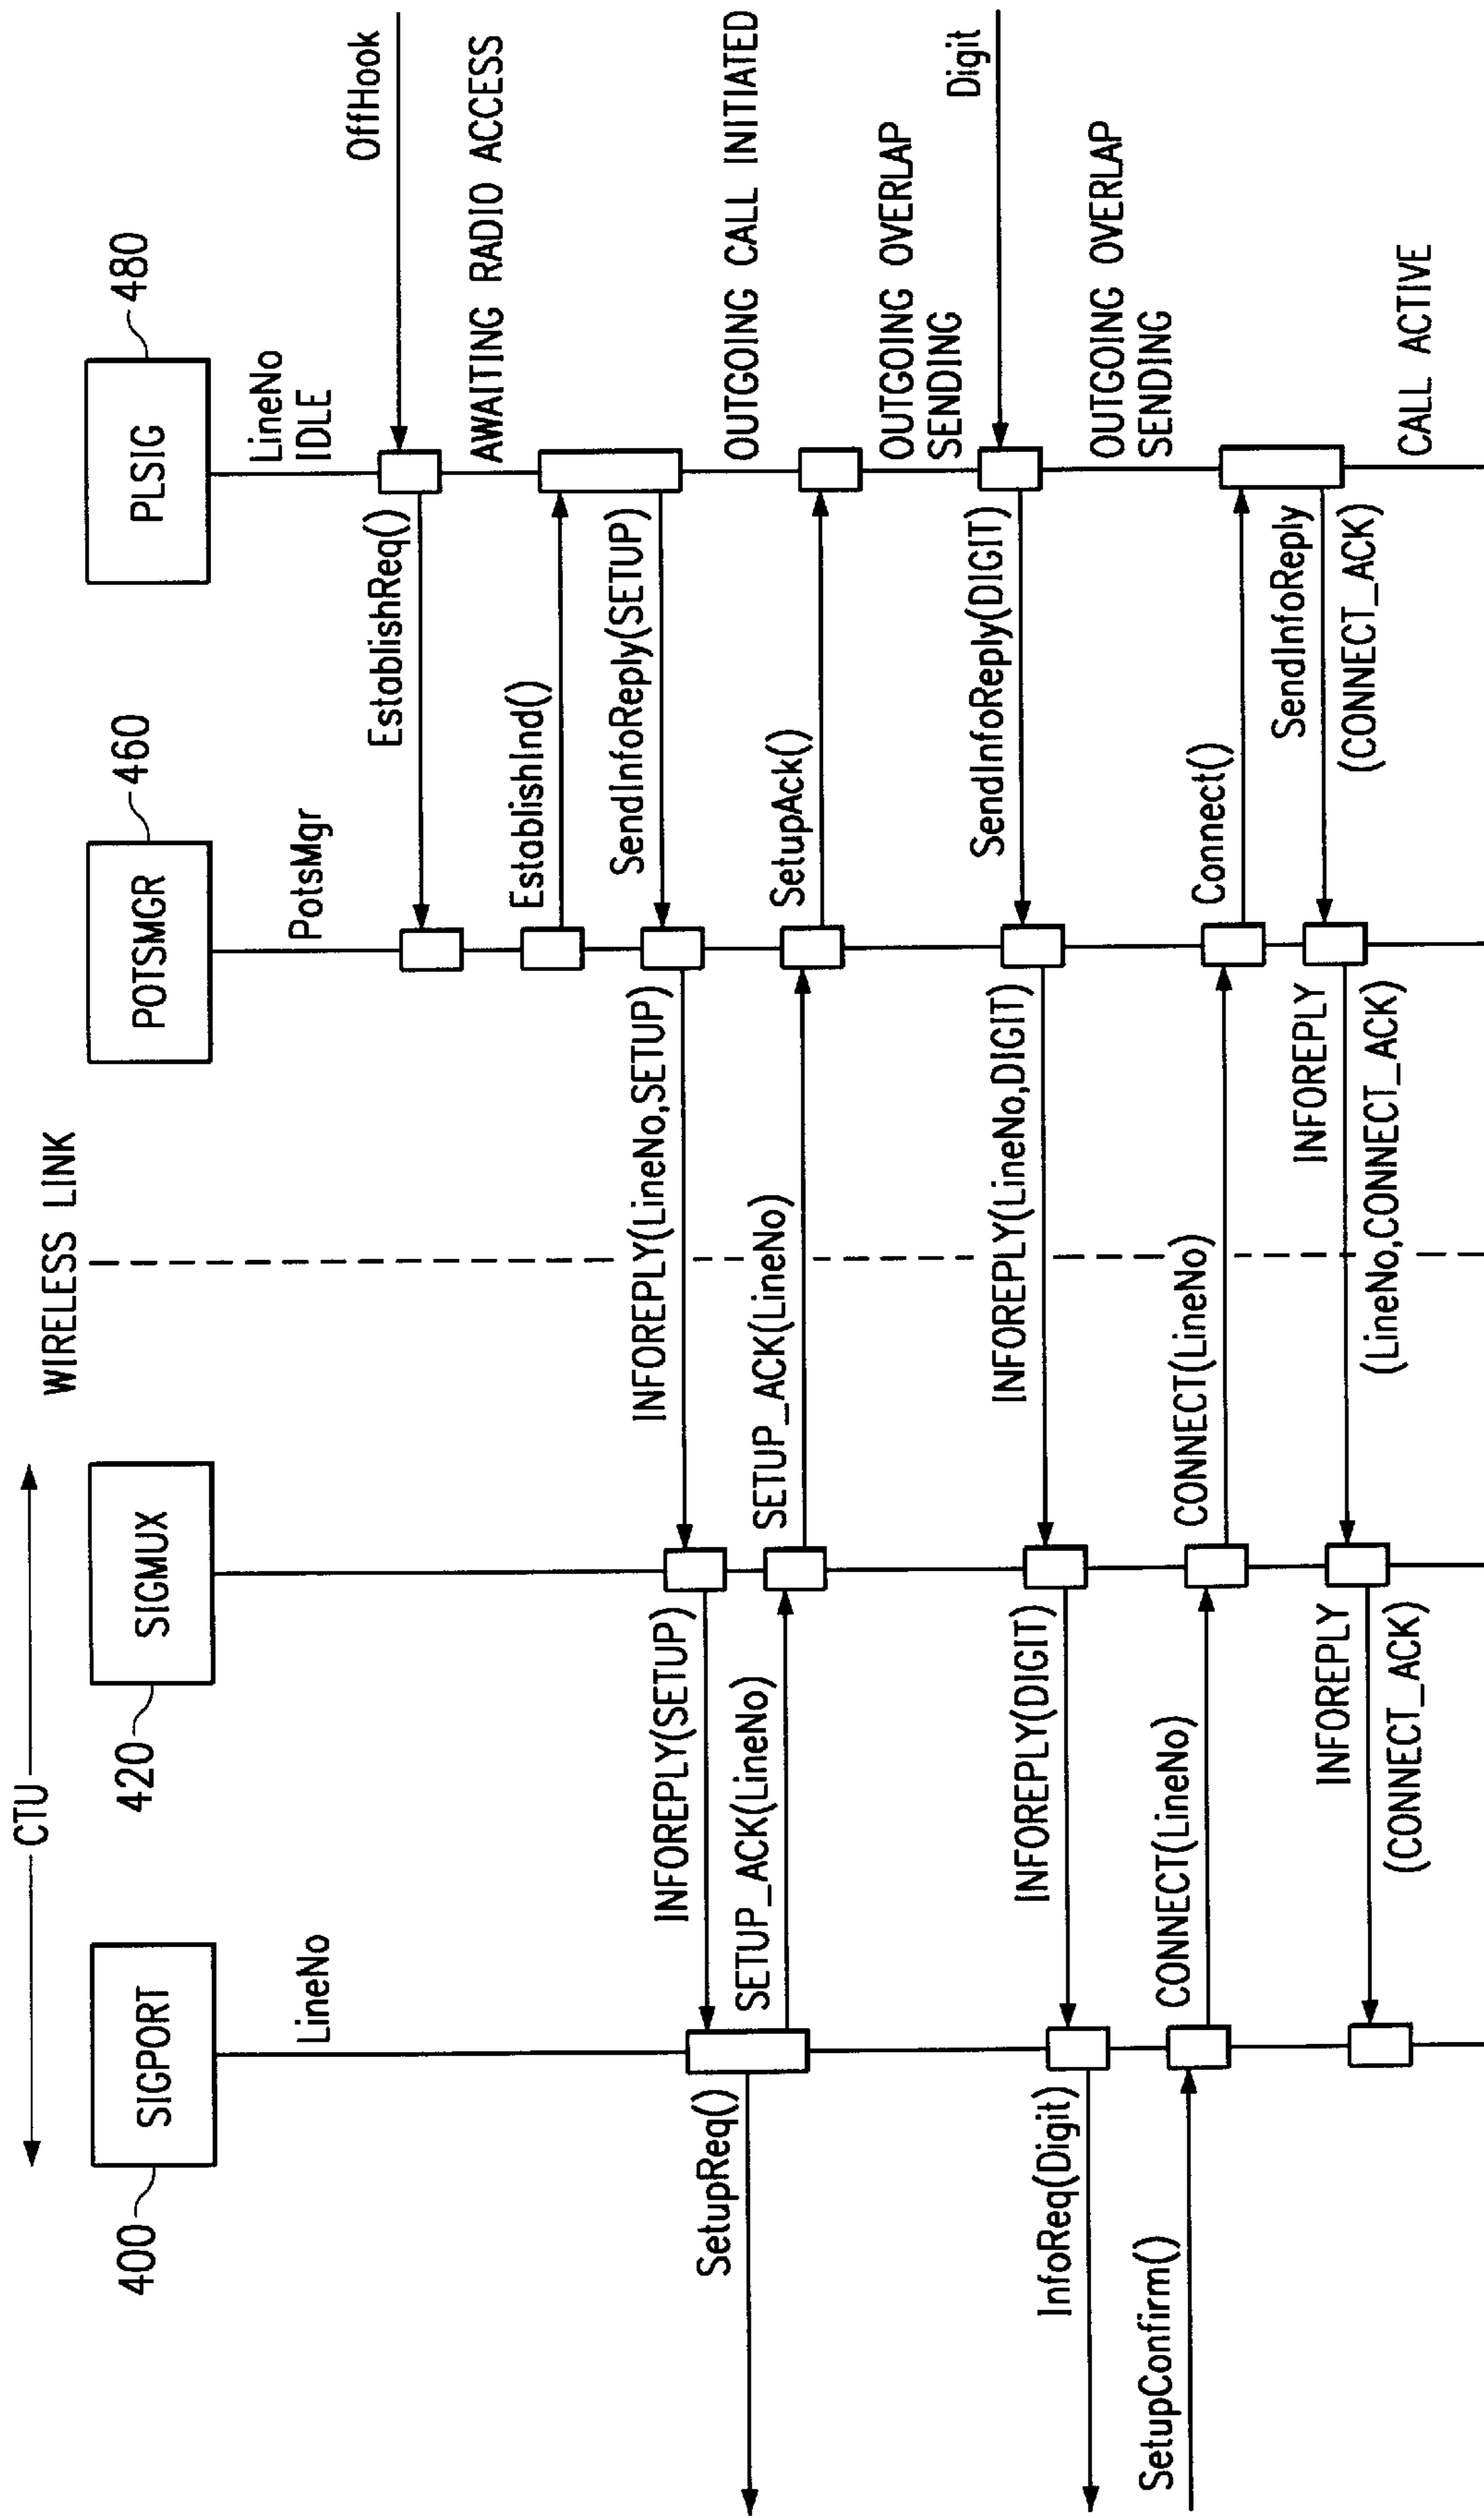 CTU
WIRELESS LINK
400
SIGPORT
420
SIGMUX
POTSMGR
460
PLSIG
480
LineNo
PotsMgr
LineNo
IDLE
OffHook
EstablishReq()
AWAITING RADIO ACCESS
EstablishInd()
SendInfoReply(SETUP)
INFOREPLY(LineNo,SETUP)
INFOREPLY(SETUP)
SetupReq()
OUTGOING CALL INITIATED
SETUP_ACK(LineNo)
SETUP_ACK(LineNo)
SetupAck()
OUTGOING OVERLAP
SENDING
Digit
SendInfoReply(DIGIT)
INFOREPLY(LineNo,DIGIT)
INFOREPLY(DIGIT)
InfoReq(Digit)
OUTGOING OVERLAP
SENDING
SetupConfirm()
CONNECT(LineNo)
CONNECT(LineNo)
Connect()
SendInfoReply
(CONNECT_ACK)
INFOREPLY
(LineNo,CONNECT_ACK)
INFOREPLY
(CONNECT_ACK)
CALL ACTIVE